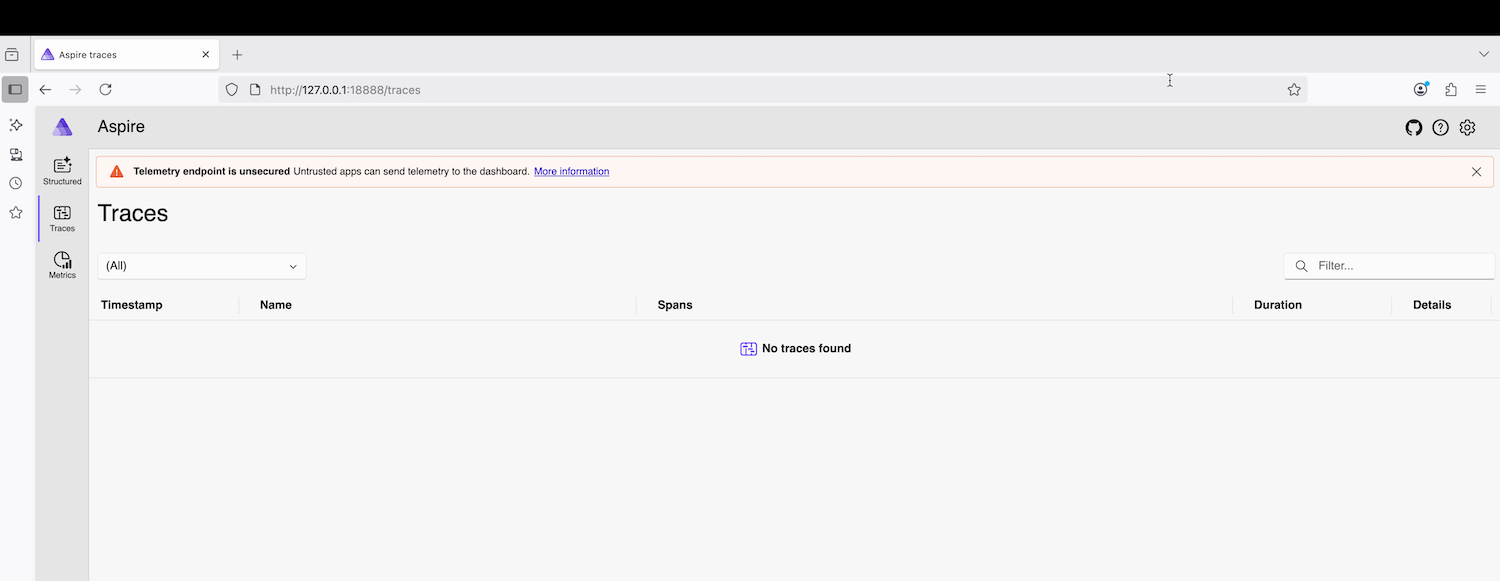 Aspire traces
http://127.0.0.1:18888/traces
Aspire
Structured
Traces
Metrics
Telemetry endpoint is unsecured Untrusted apps can send telemetry to the dashboard. More information
Traces
(All)
Filter...
Timestamp Name Spans Duration Details
No traces found